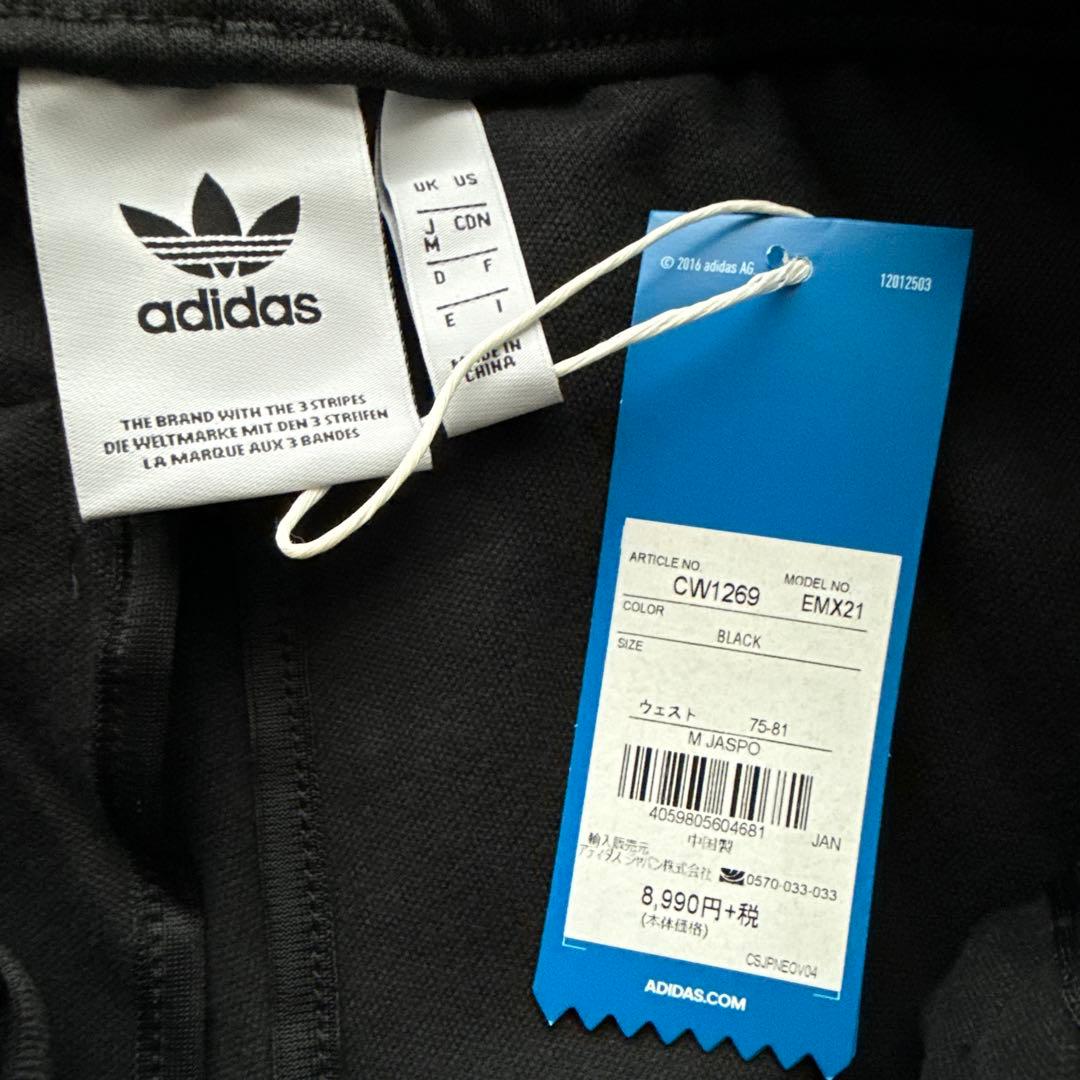 adidas
THE BRAND WITH THE 3 STRIPES
DIE WELTMARKE MIT DEN 3 STREIFEN
LA MARQUE AUX 3 BANDES
UK US
J CDN
M
D F
E I
MADE IN
CHINA
© 2016 adidas AG.
12012503
ARTICLE NO.
CW1269
MODEL NO.
EMX21
COLOR
BLACK
SIZE
ウェスト 75-81
M JASPO
4059805604681
JAN
中国製
輸入販売元
アディダス ジャパン株式会社 0570-033-033
8,990円+税
(本体価格)
CSJPNEOV04
ADIDAS.COM